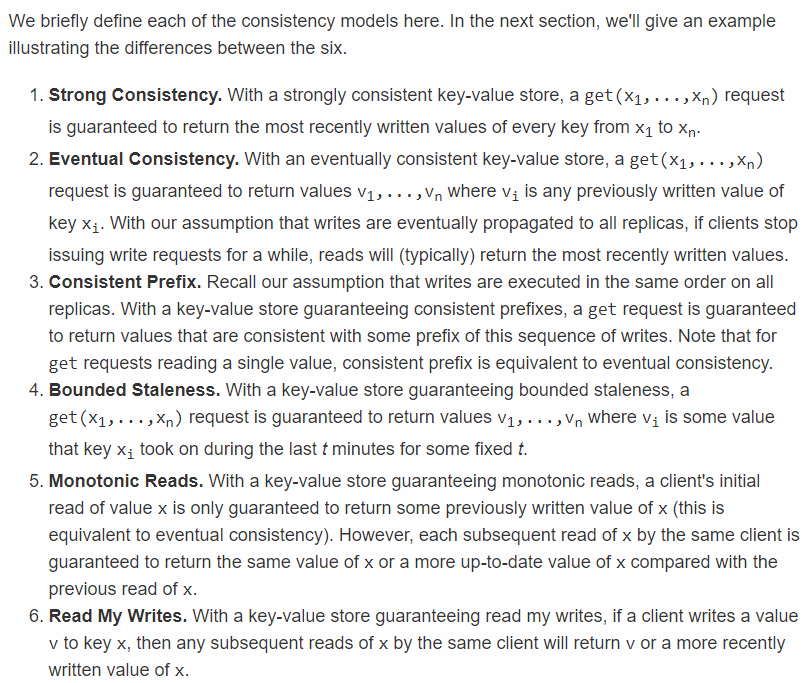 We briefly define each of the consistency models here. In the next section, we'll give an example
illustrating the differences between the six.
1. Strong Consistency. With a strongly consistent key-value store, a get(x1,...,xn) request
is guaranteed to return the most recently written values of every key from x1 to xn.
2. Eventual Consistency. With an eventually consistent key-value store, a get(x1,...,xn)
request is guaranteed to return values v1,...,vn where vi is any previously written value of
key xi. With our assumption that writes are eventually propagated to all replicas, if clients stop
issuing write requests for a while, reads will (typically) return the most recently written values.
3. Consistent Prefix. Recall our assumption that writes are executed in the same order on all
replicas. With a key-value store guaranteeing consistent prefixes, a get request is guaranteed
to return values that are consistent with some prefix of this sequence of writes. Note that for
get requests reading a single value, consistent prefix is equivalent to eventual consistency.
4. Bounded Staleness. With a key-value store guaranteeing bounded staleness, a
get(x1,...,xn) request is guaranteed to return values v1,...,vn where vi is some value
that key xi took on during the last t minutes for some fixed t.
5. Monotonic Reads. With a key-value store guaranteeing monotonic reads, a client's initial
read of value x is only guaranteed to return some previously written value of x (this is
equivalent to eventual consistency). However, each subsequent read of x by the same client is
guaranteed to return the same value of x or a more up-to-date value of x compared with the
previous read of x.
6. Read My Writes. With a key-value store guaranteeing read my writes, if a client writes a value
v to key x, then any subsequent reads of x by the same client will return v or a more recently
written value of x.